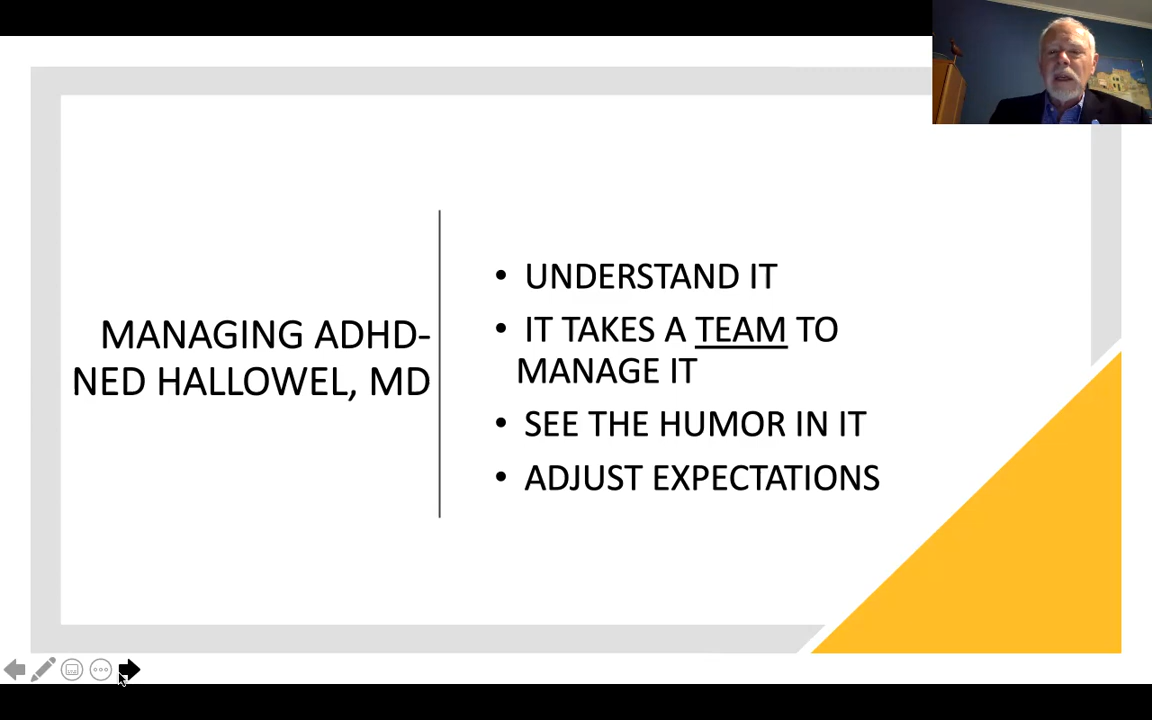 MANAGING ADHD-
NED HALLOWEL, MD
• UNDERSTAND IT
• IT TAKES A TEAM TO
MANAGE IT
• SEE THE HUMOR IN IT
• ADJUST EXPECTATIONS